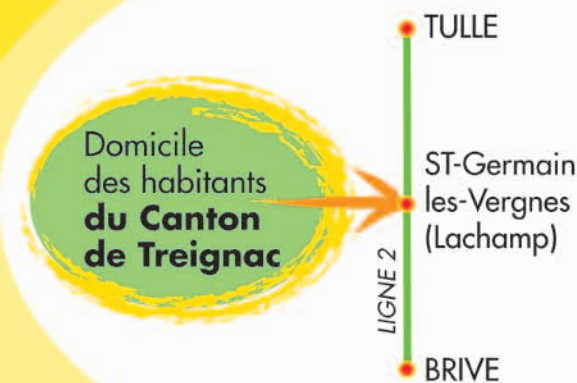 TULLE
Domicile
des habitants
du Canton
de Treignac
ST-Germain
les-Vergnes
(Lachamp)
LIGNE 2
BRIVE